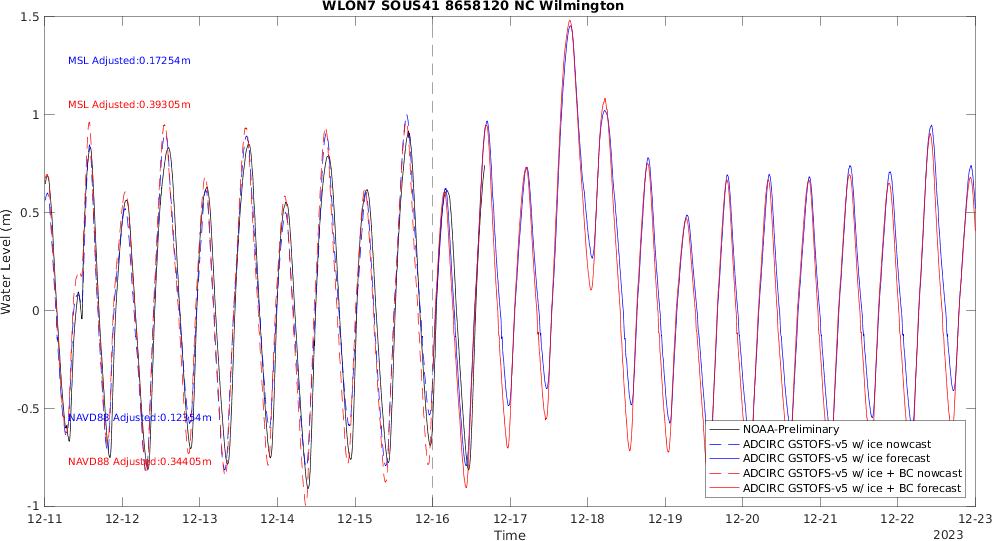 WLON7 SOUS41 8658120 NC Wilmington
1.5
MSL Adjusted:0.17254m
MSL Adjusted:0.39305m
1
0.5
Water Level (m)
0
-0.5
NAVD88 Adjusted:0.12354m
NAVD88 Adjusted:0.34405m
-1
NOAA-Preliminary
ADCIRC GSTOFS-v5 w/ ice nowcast
ADCIRC GSTOFS-v5 w/ ice forecast
ADCIRC GSTOFS-v5 w/ ice + BC nowcast
ADCIRC GSTOFS-v5 w/ ice + BC forecast
12-11 12-12 12-13 12-14 12-15 12-16 12-17 12-18 12-19 12-20 12-21 12-22 12-23
Time
2023